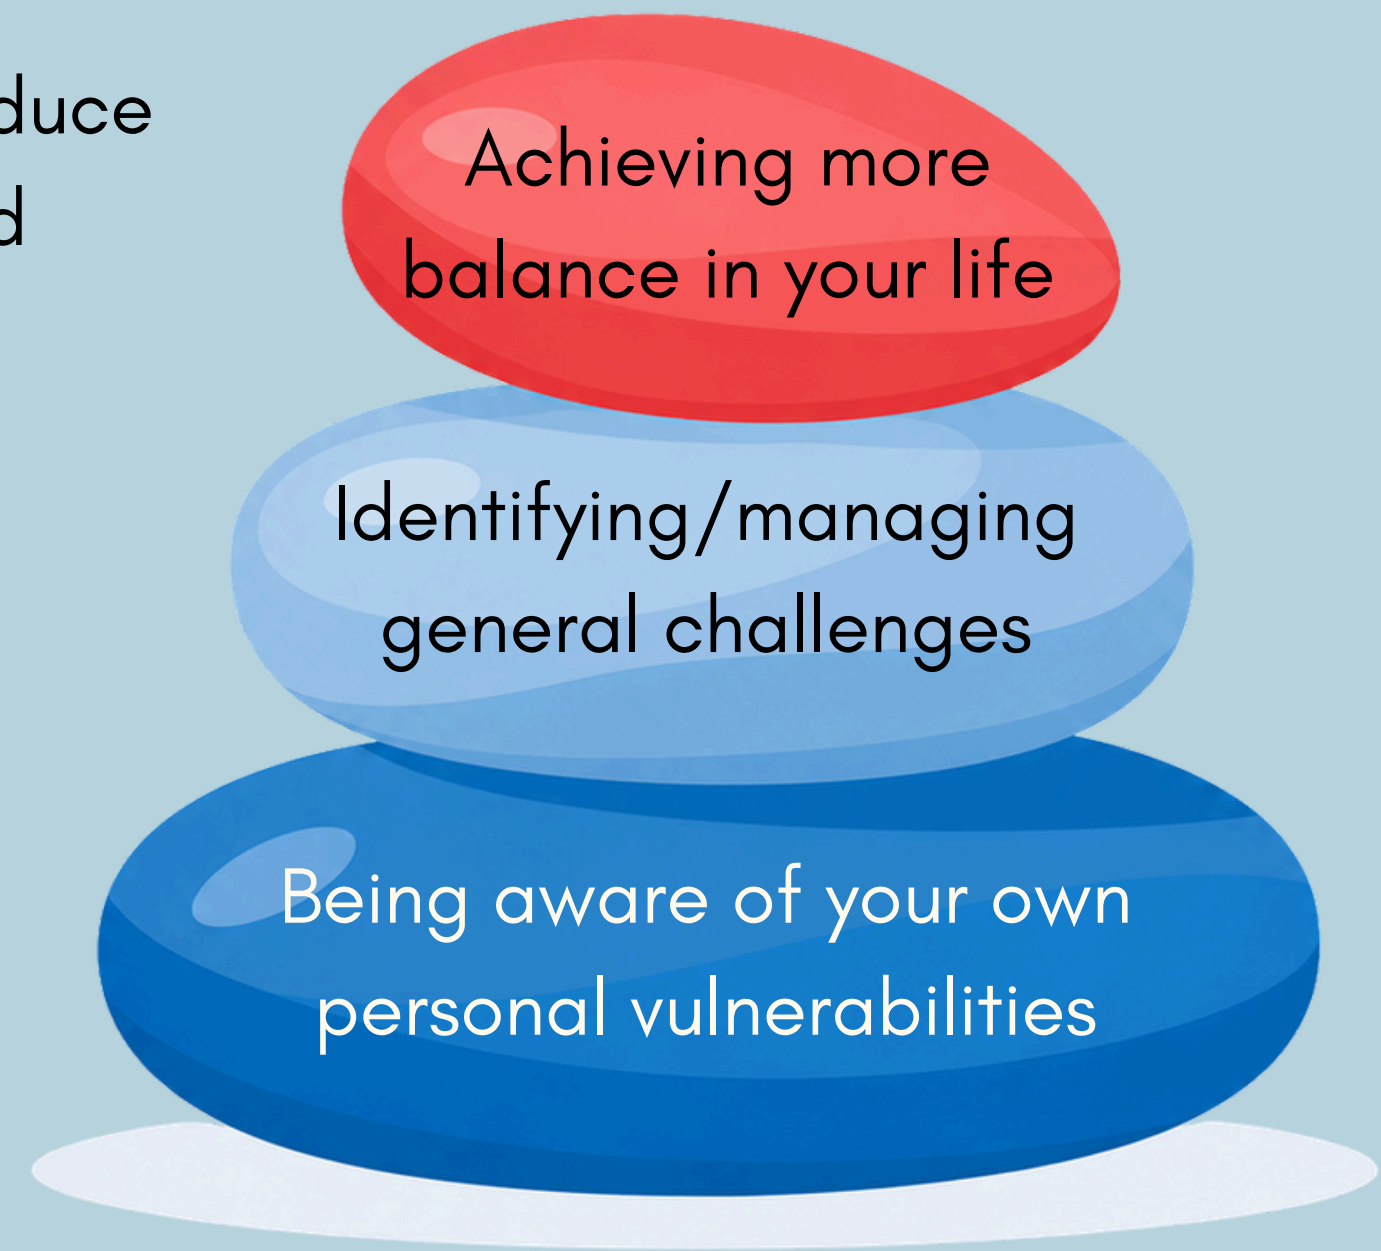 Achieving more
balance in your life
Identifying/managing
general challenges
Being aware of your own
personal vulnerabilities